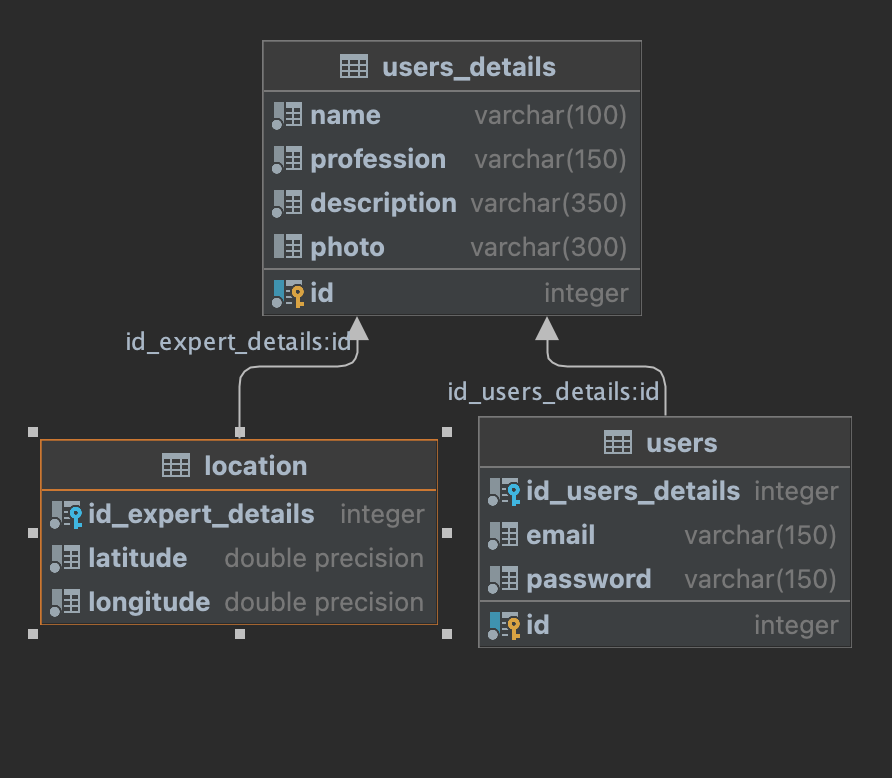 users_details
name varchar(100)
profession varchar(150)
description varchar(350)
photo varchar(300)
id integer
id_expert_details:id
id_users_details:id
location
id_expert_details integer
latitude double precision
longitude double precision
users
id_users_details integer
email varchar(150)
password varchar(150)
id integer